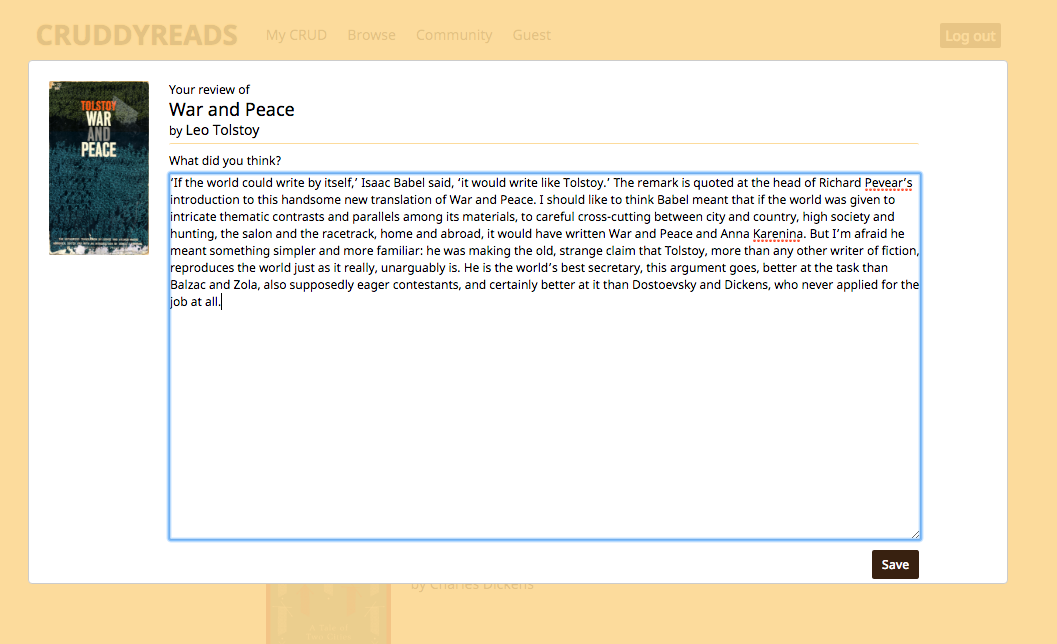 CRUDDYREADS
My CRUD Browse Community Guest
Log out
TOLSTOY
WAR
AND
PEACE
Your review of
War and Peace
by Leo Tolstoy
What did you think?
‘If the world could write by itself,’ Isaac Babel said, ‘it would write like Tolstoy.’ The remark is quoted at the head of Richard Pevear’s
introduction to this handsome new translation of War and Peace. I should like to think Babel meant that if the world was given to
intricate thematic contrasts and parallels among its materials, to careful cross-cutting between city and country, high society and
hunting, the salon and the racetrack, home and abroad, it would have written War and Peace and Anna Karenina. But I’m afraid he
meant something simpler and more familiar: he was making the old, strange claim that Tolstoy, more than any other writer of fiction,
reproduces the world just as it really, unarguably is. He is the world’s best secretary, this argument goes, better at the task than
Balzac and Zola, also supposedly eager contestants, and certainly better at it than Dostoevsky and Dickens, who never applied for the
job at all.
Save
by Charles Dickens
A Tale of
Two Cities